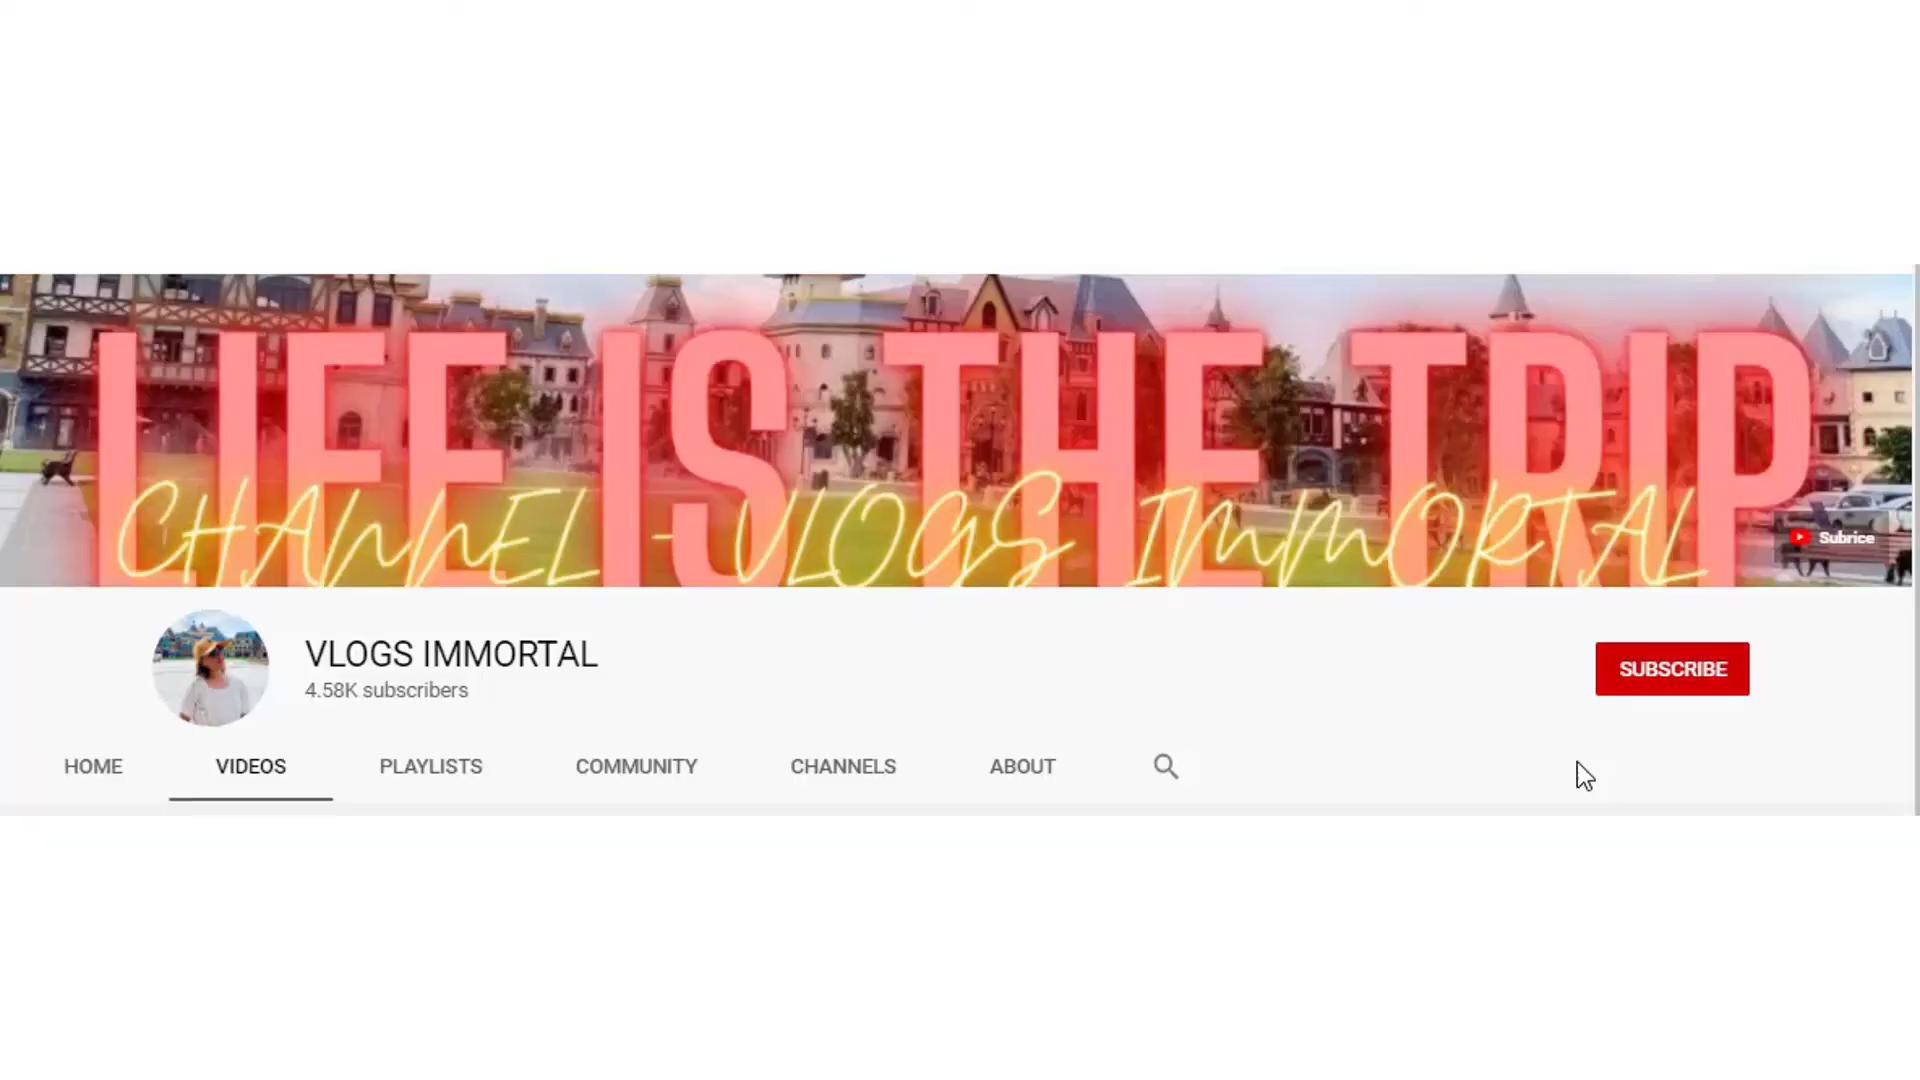 LIFE IS THE TRIP
CHANNEL - VLOGS IMMORTAL
Subrice
VLOGS IMMORTAL
4.58K subscribers
SUBSCRIBE
HOME VIDEOS PLAYLISTS COMMUNITY CHANNELS ABOUT